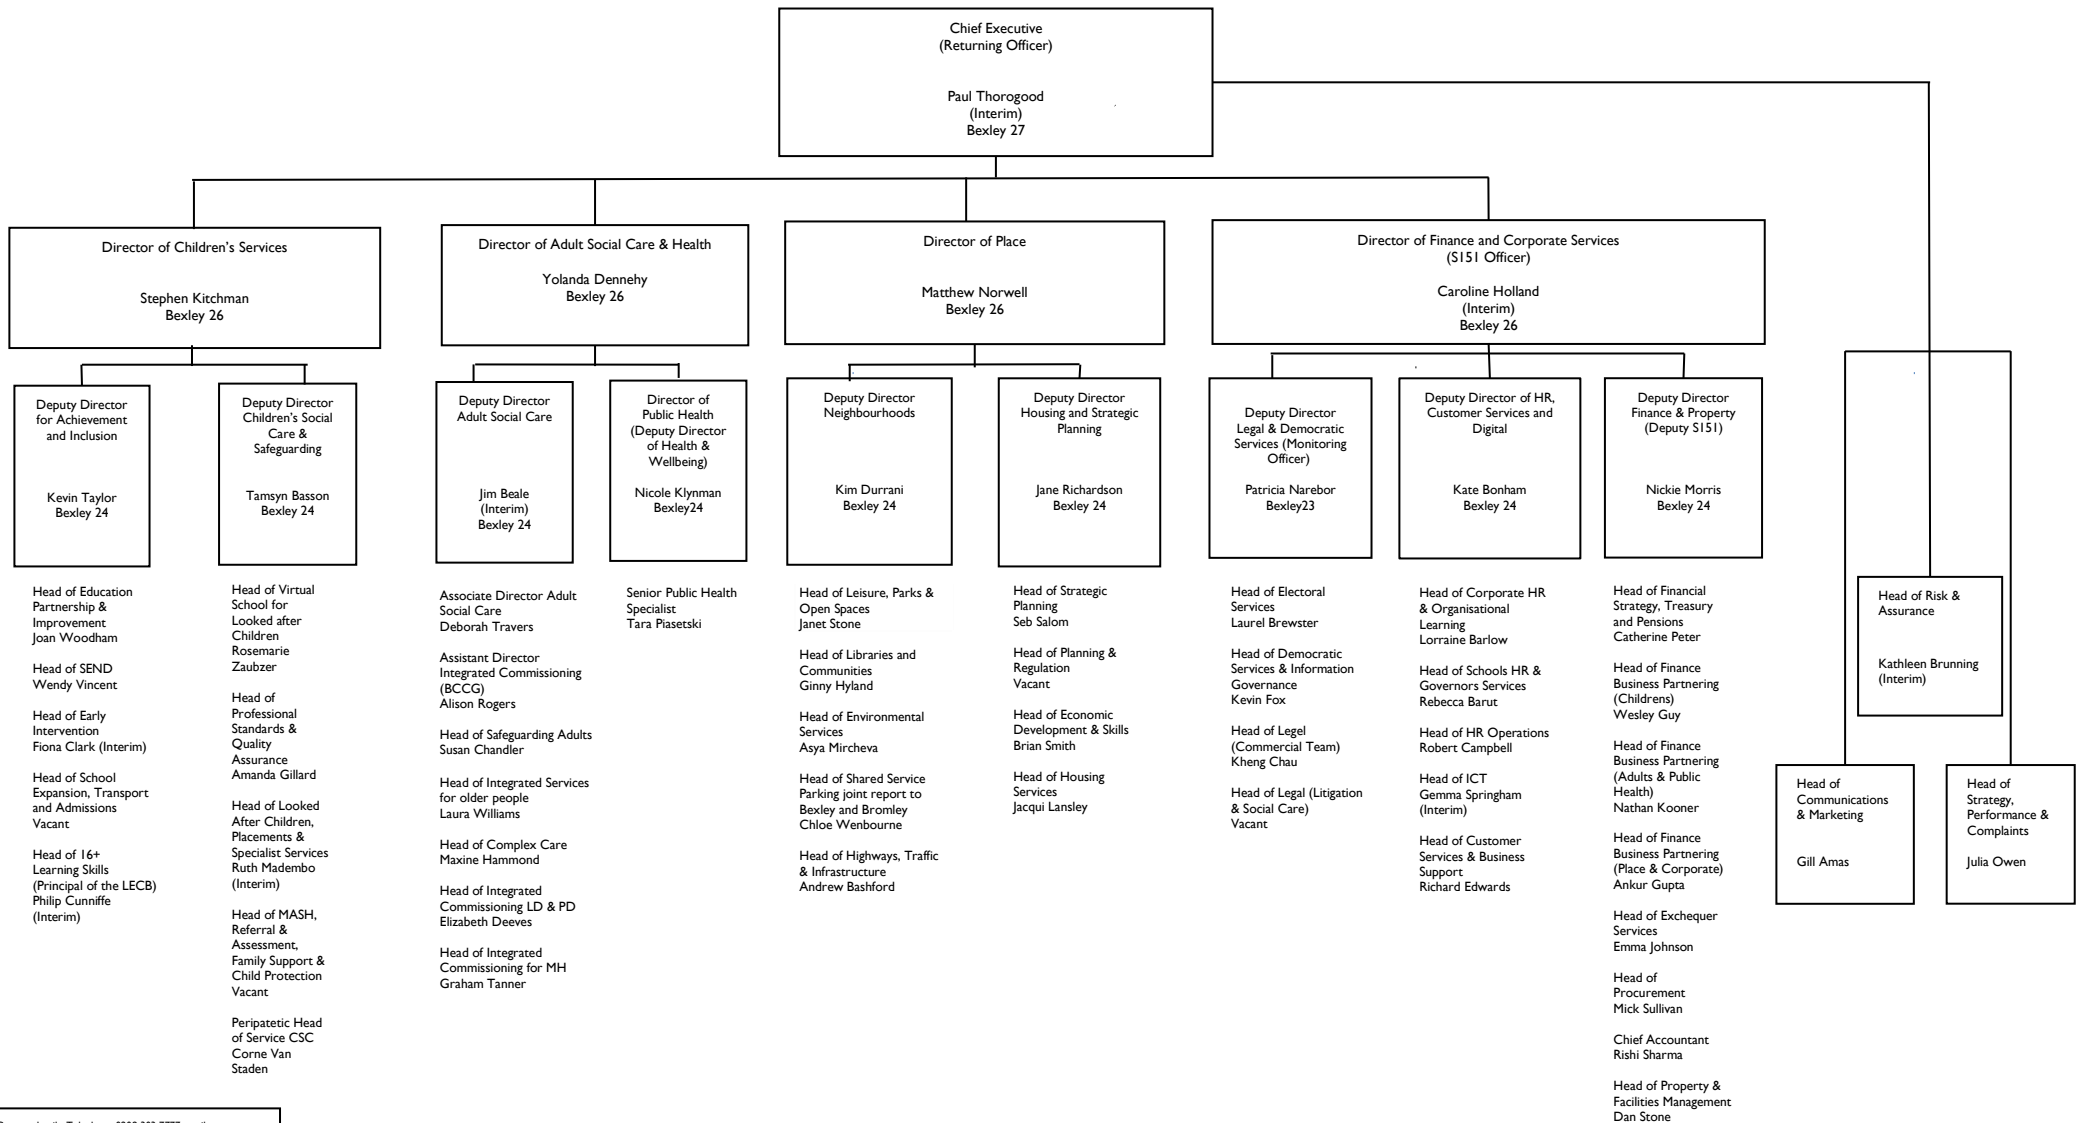 Chief Executive
(Returning Officer)
Paul Thorogood
(Interim)
Bexley 27
Director of Children's Services
Stephen Kitchman
Bexley 26
Director of Adult Social Care & Health
Yolanda Dennehy
Bexley 26
Director of Place
Matthew Norwell
Bexley 26
Director of Finance and Corporate Services
(S151 Officer)
Caroline Holland
(Interim)
Bexley 26
Deputy Director
for Achievement
and Inclusion
Kevin Taylor
Bexley 24
Deputy Director
Children's Social
Care &
Safeguarding
Tamsyn Basson
Bexley 24
Deputy Director
Adult Social Care
Jim Beale
(Interim)
Bexley 24
Director of
Public Health
(Deputy Director
of Health &
Wellbeing)
Nicole Klynman
Bexley24
Deputy Director
Neighbourhoods
Kim Durrani
Bexley 24
Deputy Director
Housing and Strategic
Planning
Jane Richardson
Bexley 24
Deputy Director
Legal & Democratic
Services (Monitoring
Officer)
Patricia Narebor
Bexley23
Deputy Director of HR,
Customer Services and
Digital
Kate Bonham
Bexley 24
Deputy Director
Finance & Property
(Deputy S151)
Nickie Morris
Bexley 24
Head of Education
Partnership &
Improvement
Joan Woodham
Head of SEND
Wendy Vincent
Head of Early
Intervention
Fiona Clark (Interim)
Head of School
Expansion, Transport
and Admissions
Vacant
Head of 16+
Learning Skills
(Principal of the LECB)
Philip Cunniffe
(Interim)
Head of Virtual
School for
Looked after
Children
Rosemarie
Zaubzer
Head of
Professional
Standards &
Quality
Assurance
Amanda Gillard
Head of Looked
After Children,
Placements &
Specialist Services
Ruth Madembo
(Interim)
Head of MASH,
Referral &
Assessment,
Family Support &
Child Protection
Vacant
Peripatetic Head
of Service CSC
Corne Van
Staden
Associate Director Adult
Social Care
Deborah Travers
Assistant Director
Integrated Commissioning
(BCCG)
Alison Rogers
Head of Safeguarding Adults
Susan Chandler
Head of Integrated Services
for older people
Laura Williams
Head of Complex Care
Maxine Hammond
Head of Integrated
Commissioning LD & PD
Elizabeth Deeves
Head of Integrated
Commissioning for MH
Graham Tanner
Senior Public Health
Specialist
Tara Piasetski
Head of Leisure, Parks &
Open Spaces
Janet Stone
Head of Libraries and
Communities
Ginny Hyland
Head of Environmental
Services
Asya Mircheva
Head of Shared Service
Parking joint report to
Bexley and Bromley
Chloe Wenbourne
Head of Highways, Traffic
& Infrastructure
Andrew Bashford
Head of Strategic
Planning
Seb Salom
Head of Planning &
Regulation
Vacant
Head of Economic
Development & Skills
Brian Smith
Head of Housing
Services
Jacqui Lansley
Head of Electoral
Services
Laurel Brewster
Head of Democratic
Services & Information
Governance
Kevin Fox
Head of Legel
(Commercial Team)
Kheng Chau
Head of Legal (Litigation
& Social Care)
Vacant
Head of Corporate HR
& Organisational
Learning
Lorraine Barlow
Head of Schools HR &
Governors Services
Rebecca Barut
Head of HR Operations
Robert Campbell
Head of ICT
Gemma Springham
(Interim)
Head of Customer
Services & Business
Support
Richard Edwards
Head of Financial
Strategy, Treasury
and Pensions
Catherine Peter
Head of Finance
Business Partnering
(Childrens)
Wesley Guy
Head of Finance
Business Partnering
(Adults & Public
Health)
Nathan Kooner
Head of Finance
Business Partnering
(Place & Corporate)
Ankur Gupta
Head of Exchequer
Services
Emma Johnson
Head of
Procurement
Mick Sullivan
Chief Accountant
Rishi Sharma
Head of Property &
Facilities Management
Dan Stone
Head of Risk &
Assurance
Kathleen Brunning
(Interim)
Head of
Communications
& Marketing
Gill Amas
Head of
Strategy,
Performance &
Complaints
Julia Owen